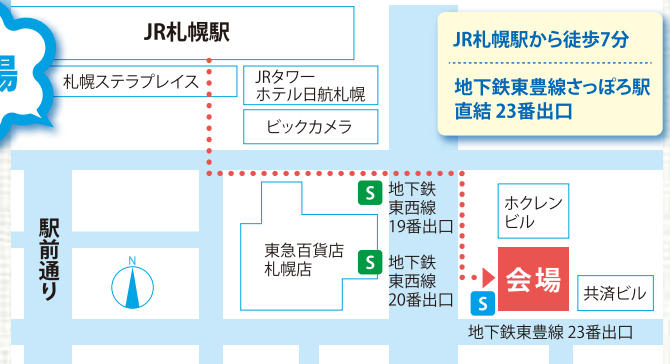 場
JR札幌駅
札幌ステラプレイス
JRタワー
ホテル日航札幌
ビックカメラ
JR札幌駅から徒歩7分
地下鉄東豊線さっぽろ駅
直結 23番出口
駅前通り
N
東急百貨店
札幌店
S
地下鉄
東西線
19番出口
S
地下鉄
東西線
20番出口
ホクレン
ビル
会場
共済ビル
S
地下鉄東豊線 23番出口